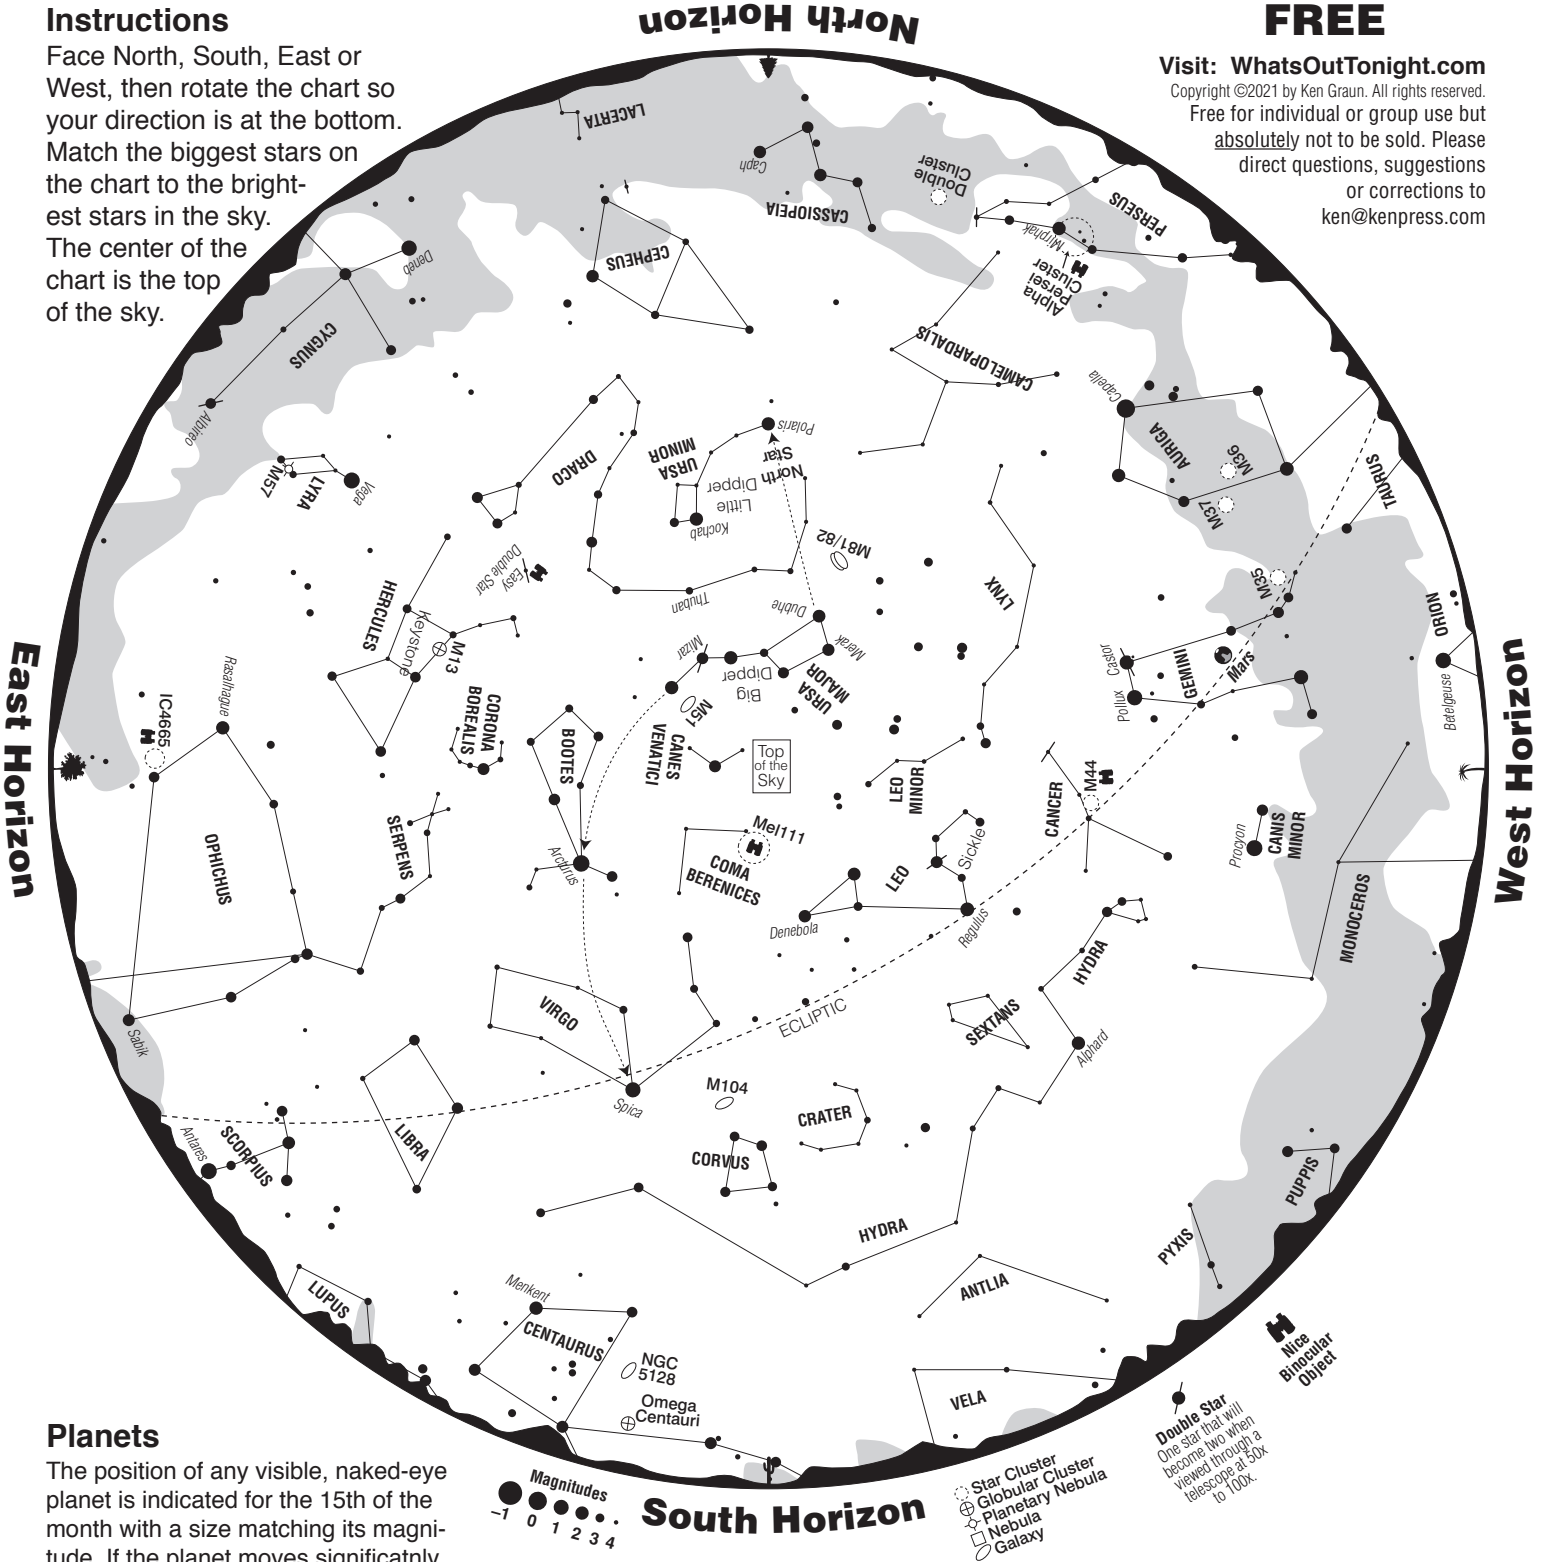 Instructions
Face North, South, East or
West, then rotate the chart so
your direction is at the bottom.
Match the biggest stars on
the chart to the bright-
est stars in the sky.
The center of the
chart is the top
of the sky.
North Horizon
FREE
Visit: WhatsOutTonight.com
Copyright ©2021 by Ken Graun. All rights reserved.
Free for individual or group use but
absolutely not to be sold. Please
direct questions, suggestions
or corrections to
ken@kenpress.com
LACERTA
Caph
CASSIOPEIA
Double
Cluster
PERSEUS
Mirphak
Alpha
Persei
Cluster
CEPHEUS
Deneb
CYGNUS
Albireo
CAMELOPARDALIS
Capella
AURIGA
M36
M37
TAURUS
M57
LYRA
Vega
DRACO
URSA
MINOR
Polaris
North
Star
Little
Dipper
Kochab
M81/82
Easy
Double Star
Thuban
Dubhe
LYNX
M35
ORION
Betelgeuse
HERCULES
Keystone
M13
Mizar
Big
Dipper
Merak
URSA
MAJOR
M51
Castor
Pollux
GEMINI
Mars
East Horizon
West Horizon
Rasalhague
IC4665
CORONA
BOREALIS
BOOTES
CANES
VENATICI
Top
of the
Sky
LEO
MINOR
CANCER
M44
Procyon
CANIS
MINOR
OPHICHUS
SERPENS
Arcturus
Mel111
COMA
BERENICES
LEO
Sickle
Denebola
Regulus
HYDRA
MONOCEROS
VIRGO
ECLIPTIC
SEXTANS
Alphard
Sabik
Spica
M104
CRATER
CORVUS
LIBRA
Antares
SCORPIUS
PUPPIS
PYXIS
HYDRA
ANTLIA
LUPUS
Menkent
CENTAURUS
NGC
5128
Omega
Centauri
VELA
Nice
Binocular
Object
Double Star
One star that will
become two when
viewed through a
telescope at 50x
to 100x.
Planets
The position of any visible, naked-eye
planet is indicated for the 15th of the
month with a size matching its magni-
tude. If the planet moves significatnly
Magnitudes
–1 0 1 2 3 4
South Horizon
Star Cluster
Globular Cluster
Planetary Nebula
Nebula
Galaxy